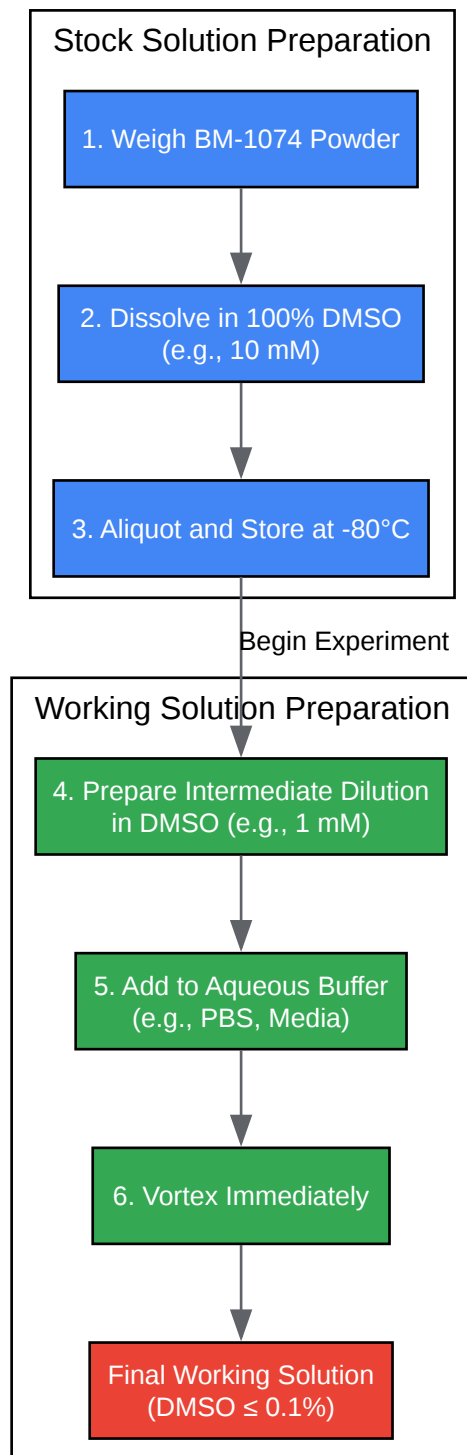 Stock Solution Preparation
1. Weigh BM-1074 Powder
2. Dissolve in 100% DMSO
(e.g., 10 mM)
3. Aliquot and Store at -80°C
Begin Experiment
Working Solution Preparation
4. Prepare Intermediate Dilution
in DMSO (e.g., 1 mM)
5. Add to Aqueous Buffer
(e.g., PBS, Media)
6. Vortex Immediately
Final Working Solution
(DMSO ≤ 0.1%)